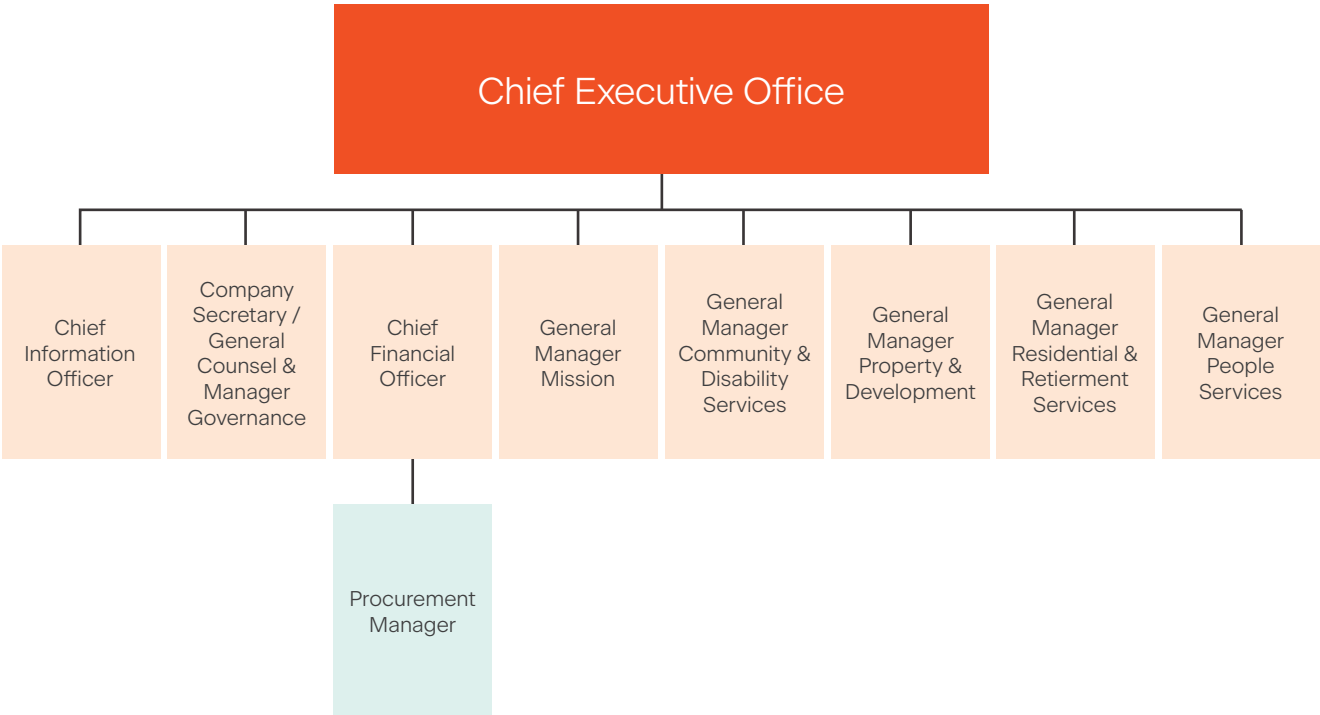 Chief Executive Office
Chief
Information
Officer
Company
Secretary /
General
Counsel &
Manager
Governance
Chief
Financial
Officer
General
Manager
Mission
General
Manager
Community &
Disability
Services
General
Manager
Property &
Development
General
Manager
Residential &
Retierment
Services
General
Manager
People
Services
Procurement
Manager